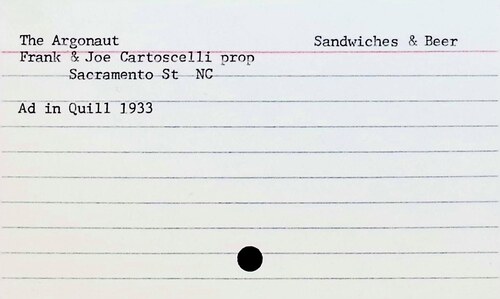 The Argonaut Sandwiches & Beer
Frank & Joe Cartoscelli prop
Sacramento St NC
Ad in Quill 1933